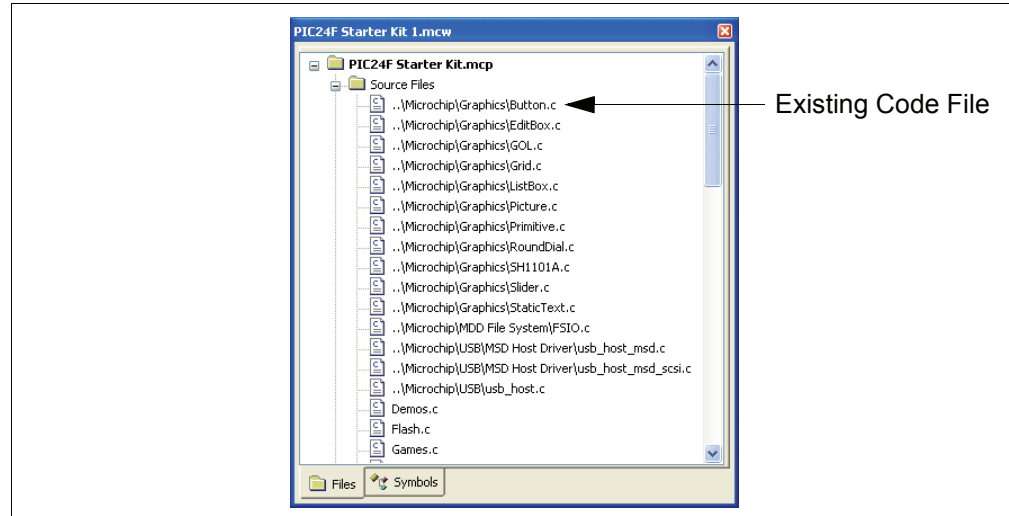 PIC24F Starter Kit 1.mcw
PIC24F Starter Kit.mcp
Source Files
..\Microchip\Graphics\Button.c
Existing Code File
..\Microchip\Graphics\EditBox.c
..\Microchip\Graphics\GOL.c
..\Microchip\Graphics\Grid.c
..\Microchip\Graphics\ListBox.c
..\Microchip\Graphics\Picture.c
..\Microchip\Graphics\Primitive.c
..\Microchip\Graphics\RoundDial.c
..\Microchip\Graphics\SH1101A.c
..\Microchip\Graphics\Slider.c
..\Microchip\Graphics\StaticText.c
..\Microchip\MDD File System\FSIO.c
..\Microchip\USB\MSD Host Driver\usb_host_msd.c
..\Microchip\USB\MSD Host Driver\usb_host_msd_scsi.c
..\Microchip\USB\usb_host.c
Demos.c
Flash.c
Games.c
Files
Symbols